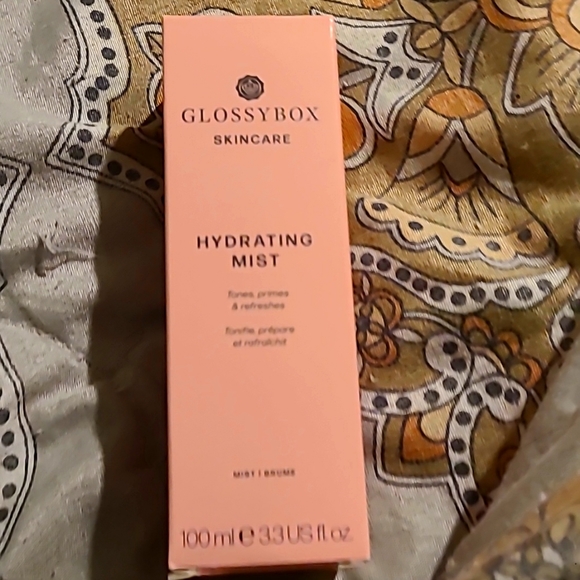 GLOSSYBOX
SKINCARE
HYDRATING
MIST
Tones, primes
& refreshes
Tonifie, prépare
et rafraîchit
MIST | BRUME
100 ml ℮ 3.3 US fl. oz.